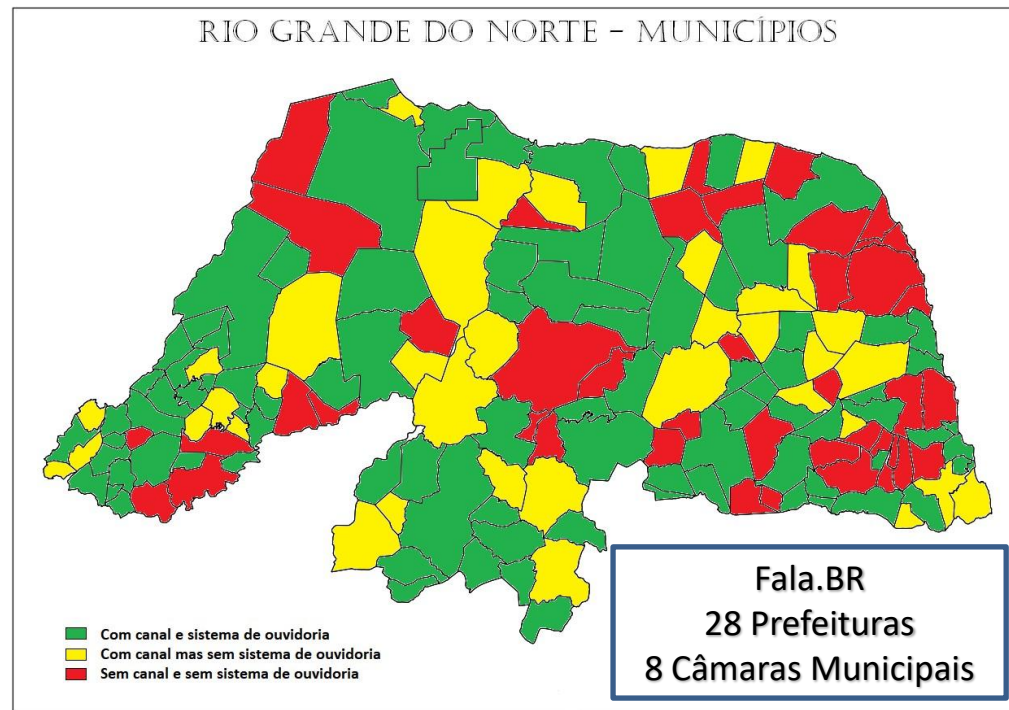 RIO GRANDE DO NORTE – MUNICÍPIOS
Com canal e sistema de ouvidoria
Com canal mas sem sistema de ouvidoria
Sem canal e sem sistema de ouvidoria
Fala.BR
28 Prefeituras
8 Câmaras Municipais